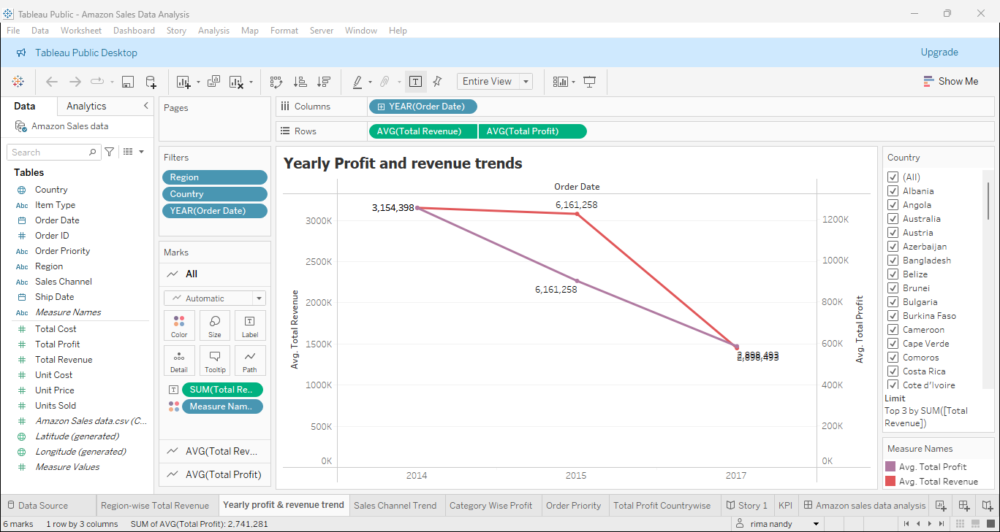 Tableau Public - Amazon Sales Data Analysis
File Data Worksheet Dashboard Story Analysis Map Format Server Window Help
Tableau Public Desktop Upgrade
Entire View Show Me
Data Analytics
Amazon Sales data
Search
Tables
Country
Abc Item Type
Order Date
Order ID
Abc Order Priority
Abc Region
Abc Sales Channel
Ship Date
Abc Measure Names
Total Cost
Total Profit
Total Revenue
Unit Cost
Unit Price
Units Sold
Amazon Sales data.csv (C...
Latitude (generated)
Longitude (generated)
Measure Values
Pages
Filters
Region
Country
YEAR(Order Date)
Marks
All
Automatic
Color Size Label
Detail Tooltip Path
SUM(Total Re..
Measure Nam..
AVG(Total Rev...
AVG(Total Profit)
Columns YEAR(Order Date)
Rows AVG(Total Revenue) AVG(Total Profit)
Yearly Profit and revenue trends
Order Date
3,154,398
6,161,258
6,161,258
2,898,493
Avg. Total Revenue
3000K
2500K
2000K
1500K
1000K
500K
0K
1200K
1000K
800K
600K
400K
200K
0K
Avg. Total Profit
2014 2015 2017
Country
(All)
Albania
Angola
Australia
Austria
Azerbaijan
Bangladesh
Belize
Brunei
Bulgaria
Burkina Faso
Cameroon
Cape Verde
Comoros
Costa Rica
Cote d'Ivoire
Limit
Top 3 by SUM([Total
Revenue])
Measure Names
Avg. Total Profit
Avg. Total Revenue
Data Source Region-wise Total Revenue Yearly profit & revenue trend Sales Channel Trend Category Wise Profit Order Priority Total Profit Countrywise Story 1 KPI Amazon sales data analysis
6 marks 1 row by 3 columns SUM of AVG(Total Profit): 2,741,281 rima nandy